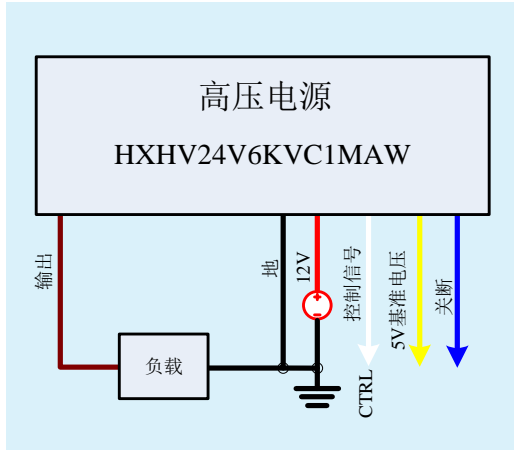 高压电源
HXHV24V6KVC1MAW
输出
地
12V
控制信号
5V基准电压
关断
负载
CTRL